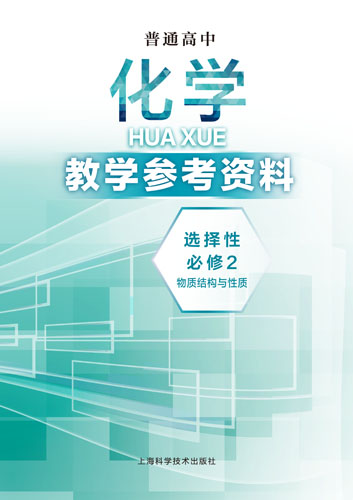 普通高中
化学
HUA XUE
教学参考资料
选择性
必修2
物质结构与性质
上海科学技术出版社